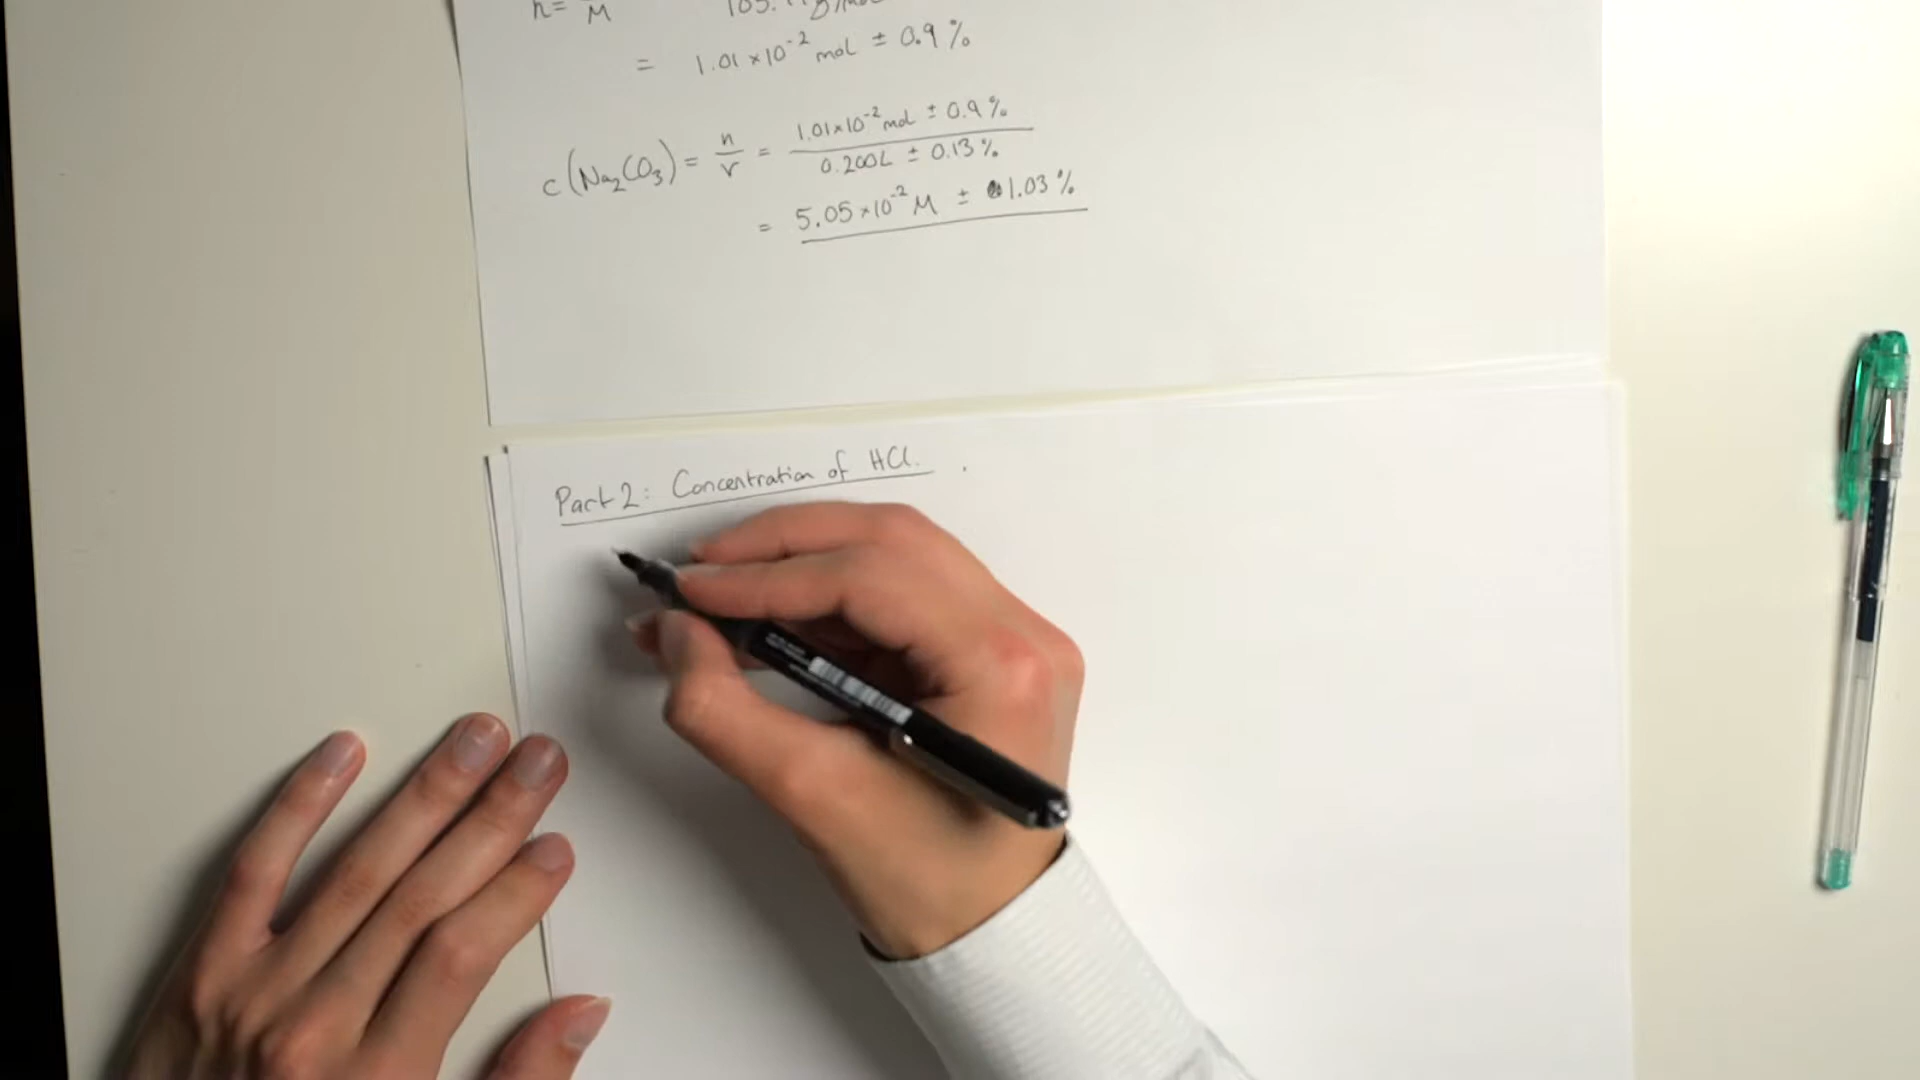 n= M
= 1.01×10⁻² mol ± 0.9%
c(Na₂CO₃) = n/v = 1.01×10⁻² mol ± 0.9% / 0.200L ± 0.13%
= 5.05×10⁻² M ± 1.03%
Part 2: Concentration of HCl.